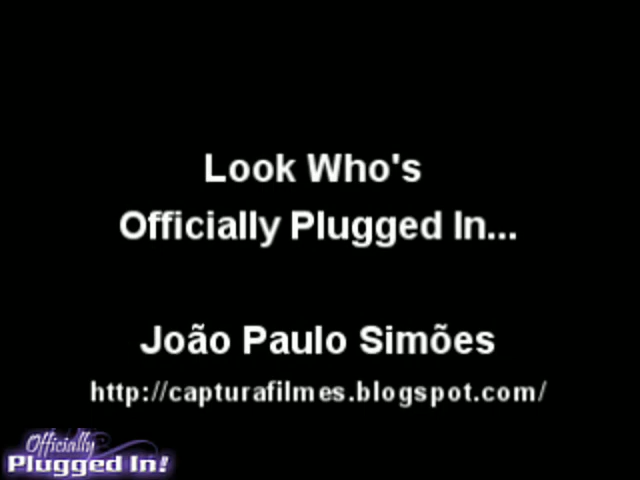 Look Who's
Officially Plugged In...
João Paulo Simões
http://capturafilmes.blogspot.com/
Officially
Plugged In!